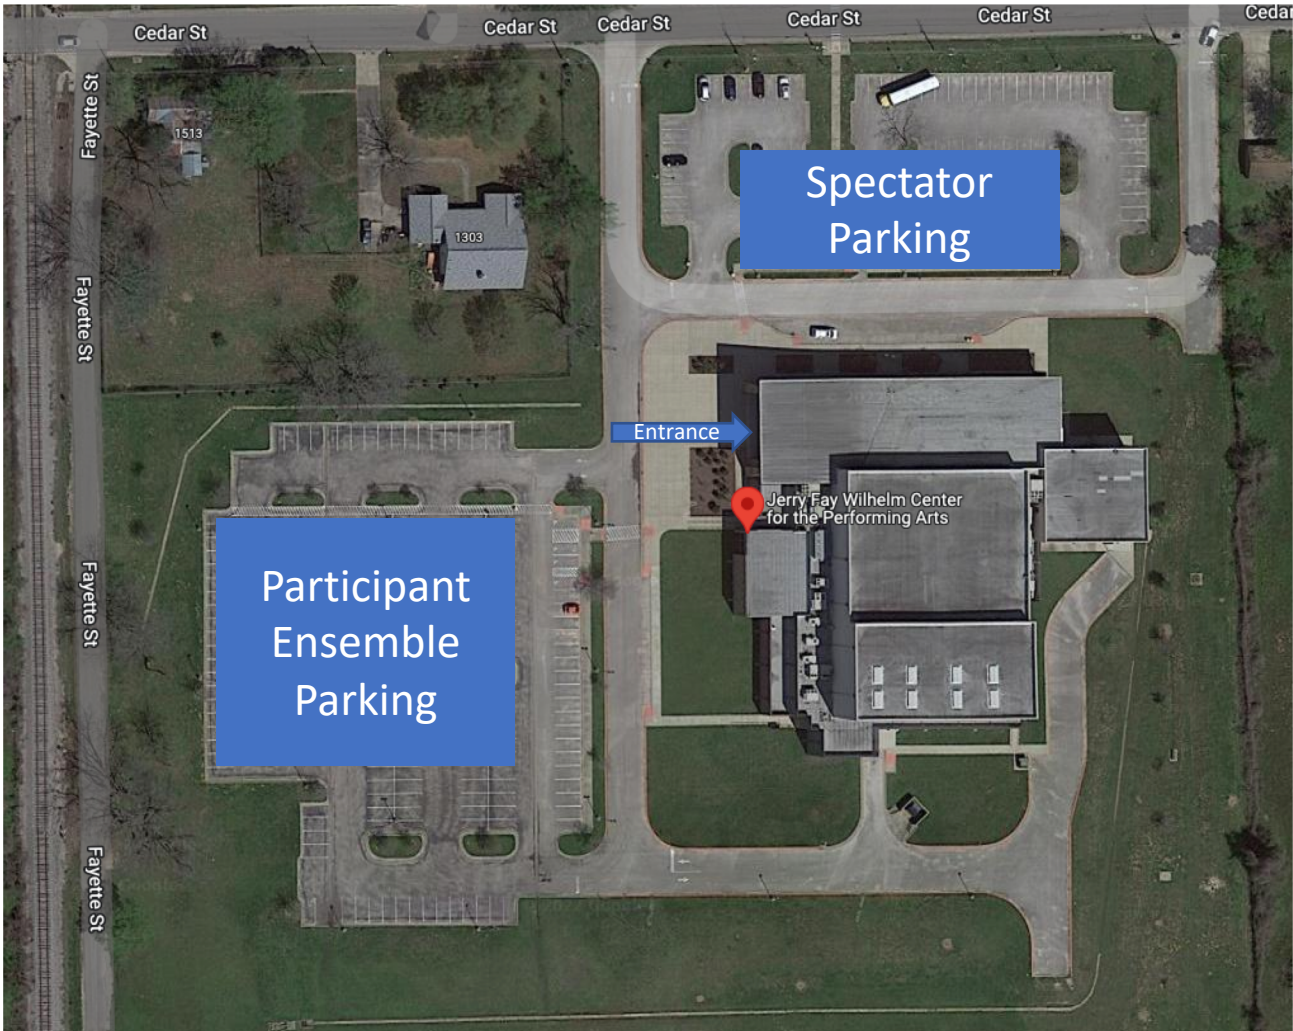 Cedar St
Cedar St
Cedar St
Cedar St
Cedar St
Cedar
Fayette St
1513
Spectator
Parking
1303
Fayette St
Entrance
Jerry Fay Wilhelm Center
for the Performing Arts
Participant
Ensemble
Parking
Fayette St
Fayette St